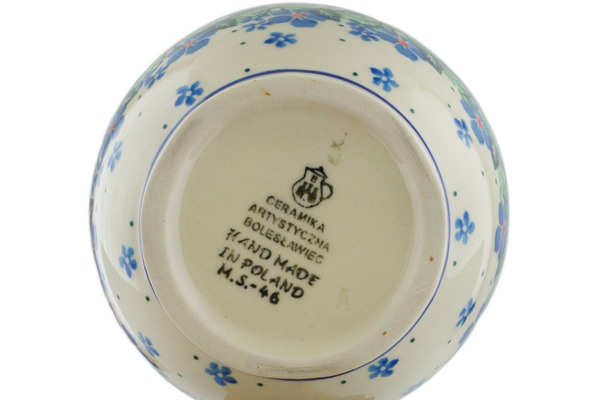 E.K.
B
CERAMIKA
ARTYSTYCZNA
BOLESŁAWIEC
HAND MADE
IN POLAND
M.S.-46
A